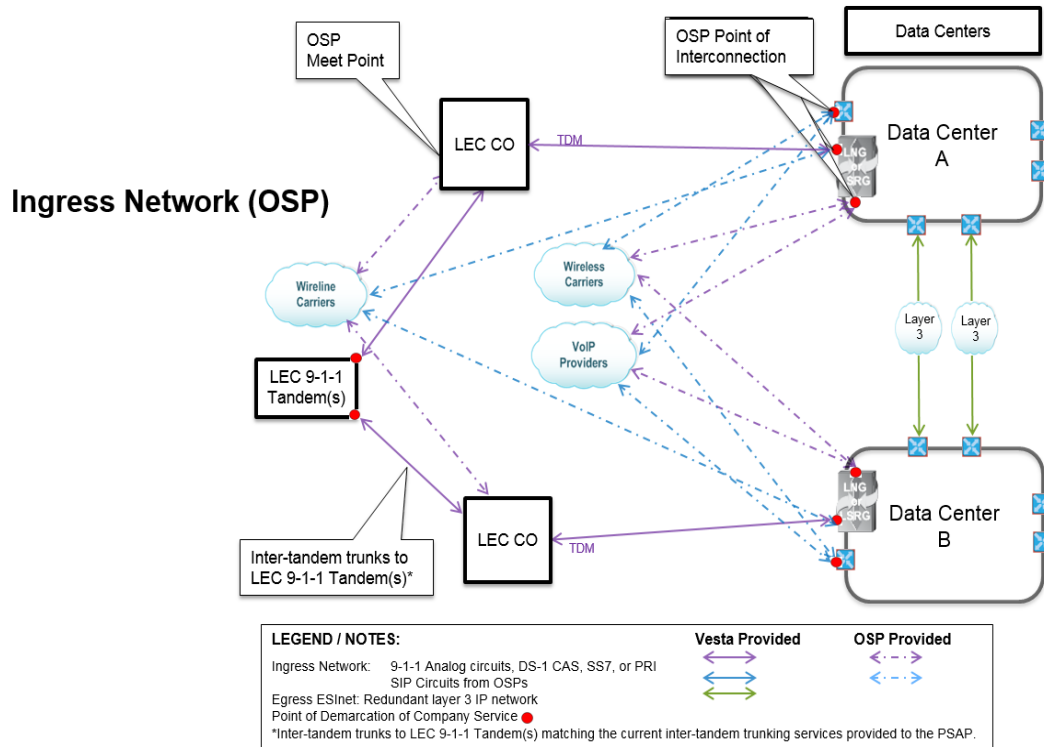 OSP
Meet Point
OSP Point of
Interconnection
Data Centers
LEC CO
TDM
LNG
or
LSRG
Data Center
A
Ingress Network (OSP)
Wireline
Carriers
Wireless
Carriers
VoIP
Providers
Layer
3
Layer
3
LEC 9-1-1
Tandem(s)
LEC CO
TDM
LNG
or
LSRG
Data Center
B
Inter-tandem trunks to
LEC 9-1-1 Tandem(s)*
LEGEND / NOTES: Vesta Provided OSP Provided
Ingress Network: 9-1-1 Analog circuits, DS-1 CAS, SS7, or PRI
SIP Circuits from OSPs
Egress ESInet: Redundant layer 3 IP network
Point of Demarcation of Company Service
*Inter-tandem trunks to LEC 9-1-1 Tandem(s) matching the current inter-tandem trunking services provided to the PSAP.